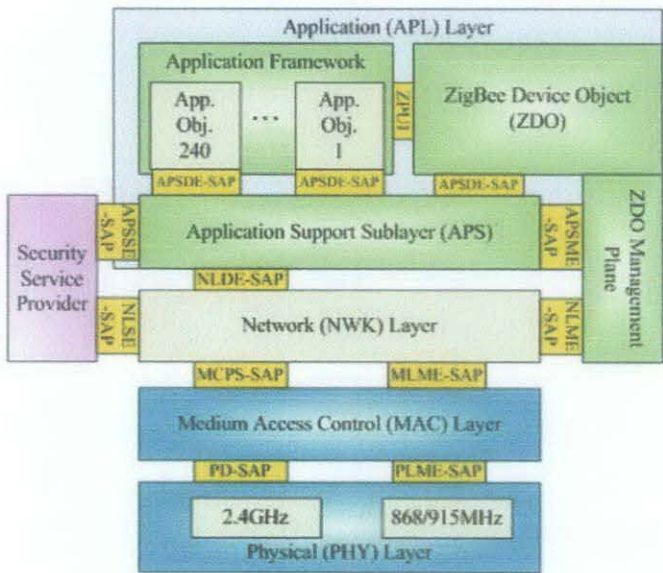 Application (APL) Layer
Application Framework
App.
Obj.
240
...
App.
Obj.
1
ZPUI
ZigBee Device Object
(ZDO)
APSDE-SAP
APSDE-SAP
APSDE-SAP
Security
Service
Provider
APSSE
-SAP
Application Support Sublayer (APS)
APSME
-SAP
ZDO Management
Plane
NLDE-SAP
NLSE
-SAP
Network (NWK) Layer
NLME
-SAP
MCPS-SAP
MLME-SAP
Medium Access Control (MAC) Layer
PD-SAP
PLME-SAP
2.4GHz
868/915MHz
Physical (PHY) Layer